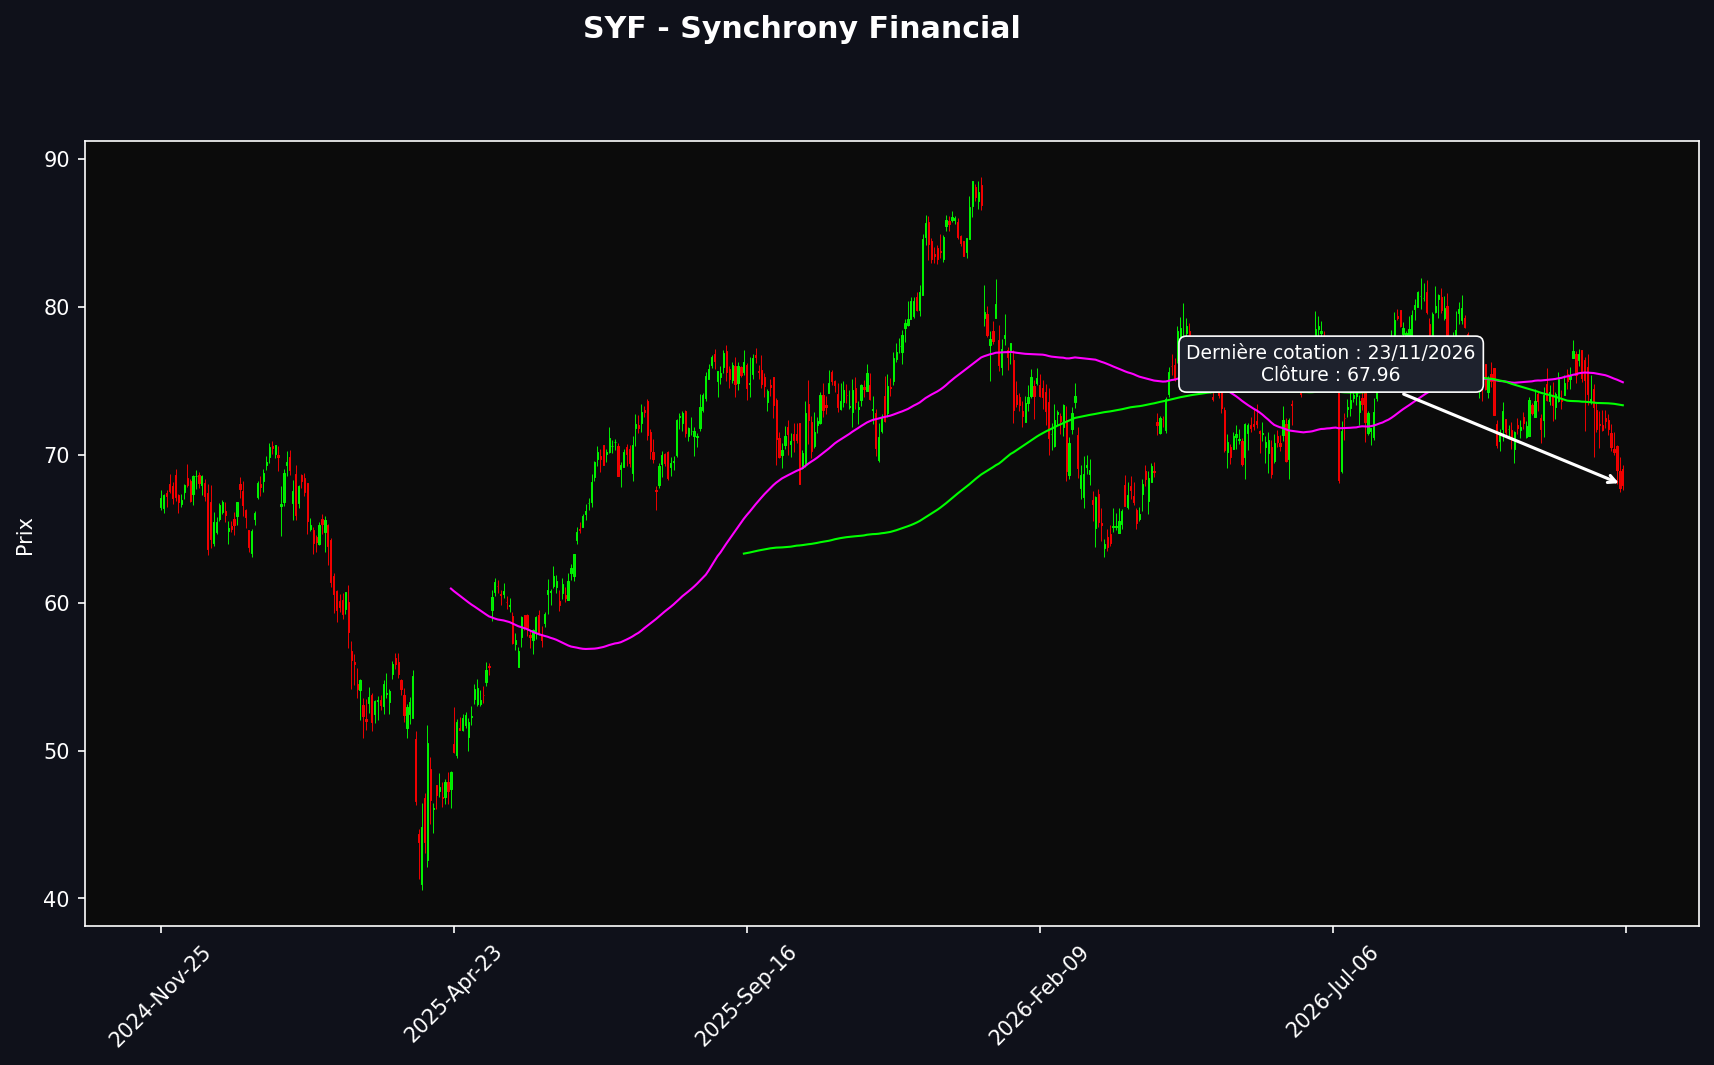 SYF - Synchrony Financial
90
80
70
60
50
40
Prix
Dernière cotation : 23/11/2026
Clôture : 67.96
2024-Nov-25
2025-Apr-23
2025-Sep-16
2026-Feb-09
2026-Jul-06